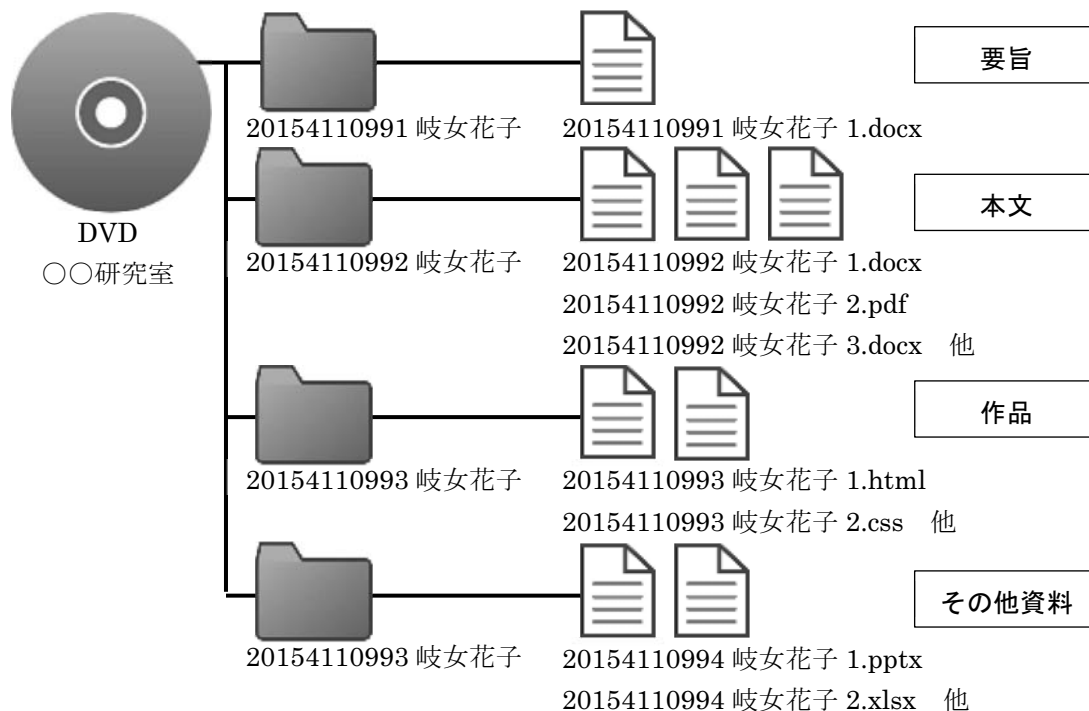 要旨
20154110991 岐女花子 20154110991 岐女花子 1.docx
本文
DVD
〇〇研究室
20154110992 岐女花子 20154110992 岐女花子 1.docx
20154110992 岐女花子 2.pdf
20154110992 岐女花子 3.docx 他
作品
20154110993 岐女花子 20154110993 岐女花子 1.html
20154110993 岐女花子 2.css 他
その他資料
20154110993 岐女花子 20154110994 岐女花子 1.pptx
20154110994 岐女花子 2.xlsx 他